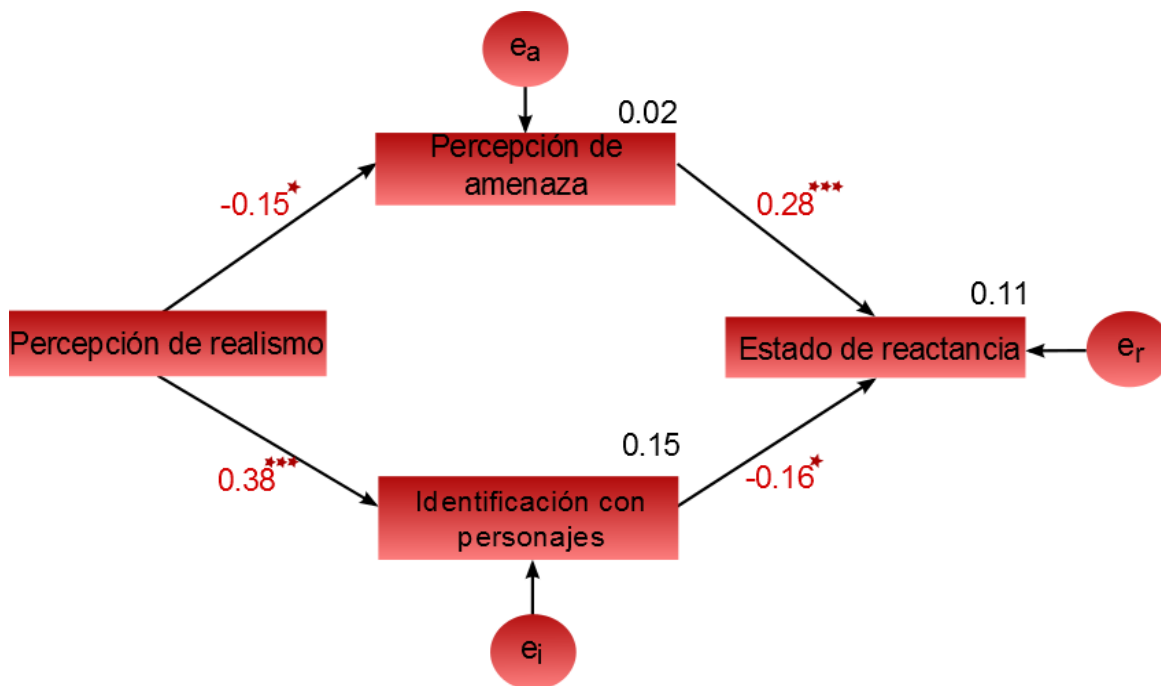 eₐ
0.02
Percepción de
amenaza
-0.15*
0.28***
0.11
Percepción de realismo
Estado de reactancia
eᵣ
0.15
0.38***
-0.16*
Identificación con
personajes
eᵢ